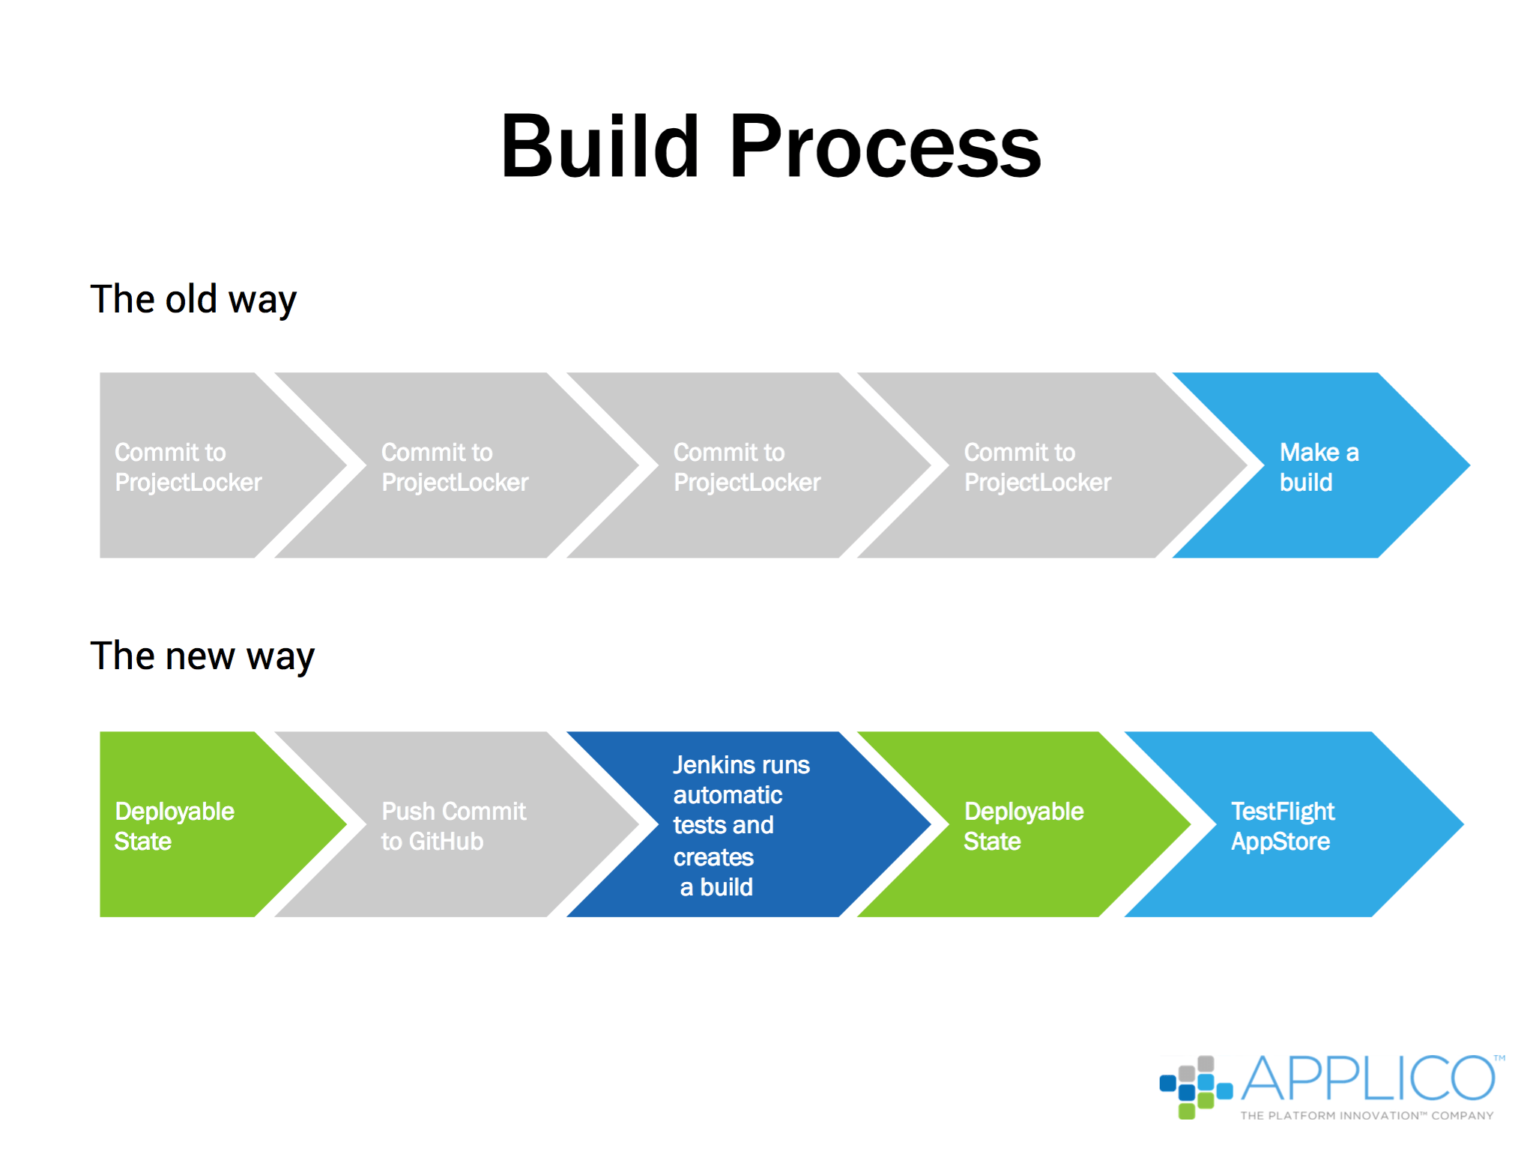 Build Process
The old way
Commit to
ProjectLocker
Commit to
ProjectLocker
Commit to
ProjectLocker
Commit to
ProjectLocker
Make a
build
The new way
Deployable
State
Push Commit
to GitHub
Jenkins runs
automatic
tests and
creates
a build
Deployable
State
TestFlight
AppStore
APPLICO™
THE PLATFORM INNOVATION™ COMPANY